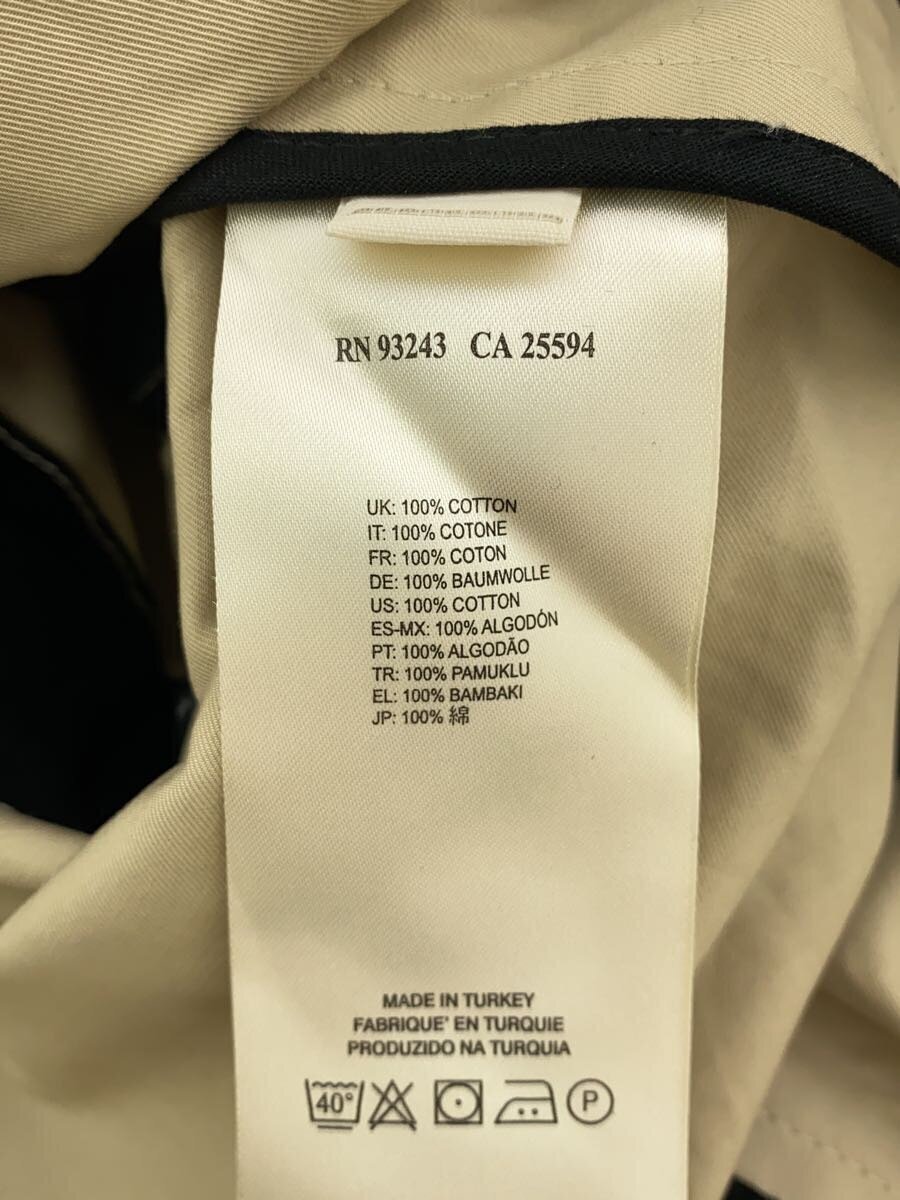 RN 93243 CA 25594
UK: 100% COTTON
IT: 100% COTONE
FR: 100% COTON
DE: 100% BAUMWOLLE
US: 100% COTTON
ES-MX: 100% ALGODÓN
PT: 100% ALGODÃO
TR: 100% PAMUKLU
EL: 100% BAMBAKI
JP: 100% 綿
MADE IN TURKEY
FABRIQUE' EN TURQUIE
PRODUZIDO NA TURQUIA
40° P